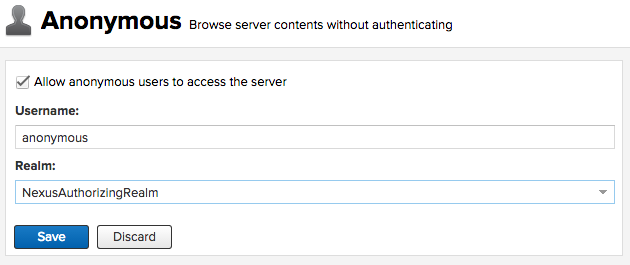 Anonymous Browse server contents without authenticating
Allow anonymous users to access the server
Username:
anonymous
Realm:
NexusAuthorizingRealm
Save Discard